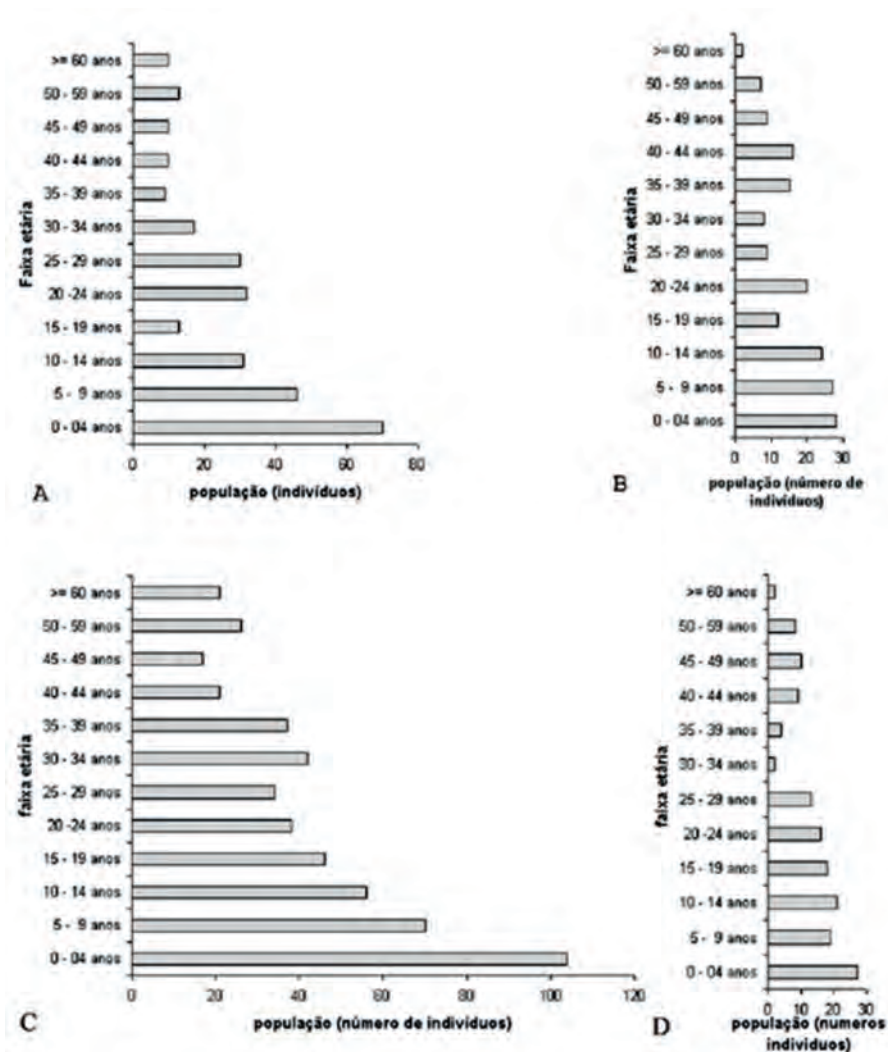 Faixa etária
>= 60 anos
50 - 59 anos
45 - 49 anos
40 - 44 anos
35 - 39 anos
30 - 34 anos
25 - 29 anos
20 -24 anos
15 - 19 anos
10 - 14 anos
5 - 9 anos
0 - 04 anos
0 20 40 60 80
população (indivíduos)
A
Faixa etária
>= 60 anos
50 - 59 anos
45 - 49 anos
40 - 44 anos
35 - 39 anos
30 - 34 anos
25 - 29 anos
20 -24 anos
15 - 19 anos
10 - 14 anos
5 - 9 anos
0 - 04 anos
0 10 20 30
população (número de
indivíduos)
B
faixa etária
>= 60 anos
50 - 59 anos
45 - 49 anos
40 - 44 anos
35 - 39 anos
30 - 34 anos
25 - 29 anos
20 -24 anos
15 - 19 anos
10 - 14 anos
5 - 9 anos
0 - 04 anos
0 20 40 60 80 100 120
população (número de indivíduos)
C
faixa etária
>= 60 anos
50 - 59 anos
45 - 49 anos
40 - 44 anos
35 - 39 anos
30 - 34 anos
25 - 29 anos
20 -24 anos
15 - 19 anos
10 - 14 anos
5 - 9 anos
0 - 04 anos
0 10 20 30
população (numeros
indivíduos)
D